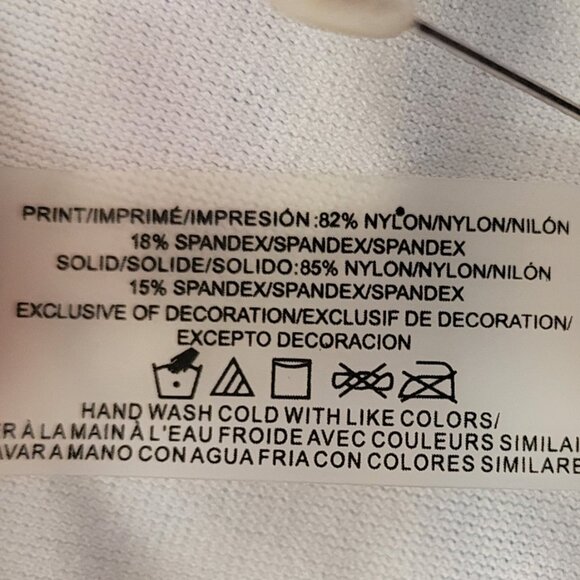 PRINT/IMPRIMÉ/IMPRESIÓN:82% NYLON/NYLON/NILÓN
18% SPANDEX/SPANDEX/SPANDEX
SOLID/SOLIDE/SOLIDO:85% NYLON/NYLON/NILÓN
15% SPANDEX/SPANDEX/SPANDEX
EXCLUSIVE OF DECORATION/EXCLUSIF DE DECORATION/
EXCEPTO DECORACION
HAND WASH COLD WITH LIKE COLORS/
À LA MAIN À L'EAU FROIDE AVEC COULEURS
A MANO CON AGUA FRIA CON COLORES SIMILARE